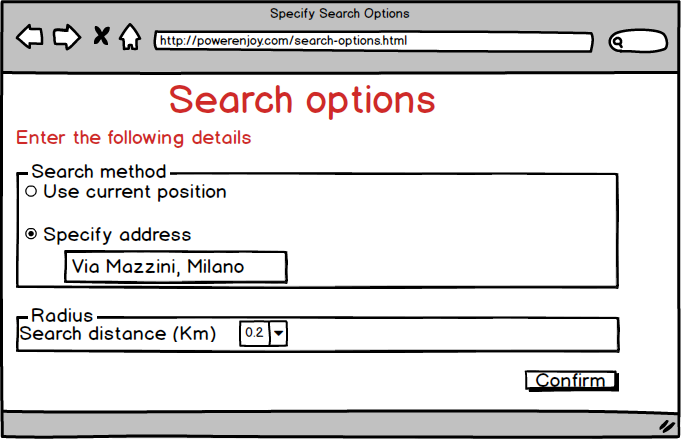 Specify Search Options
http://powerenjoy.com/search-options.html
Search options
Enter the following details
Search method
Use current position
Specify address
Via Mazzini, Milano
Radius
Search distance (Km) 0.2
Confirm